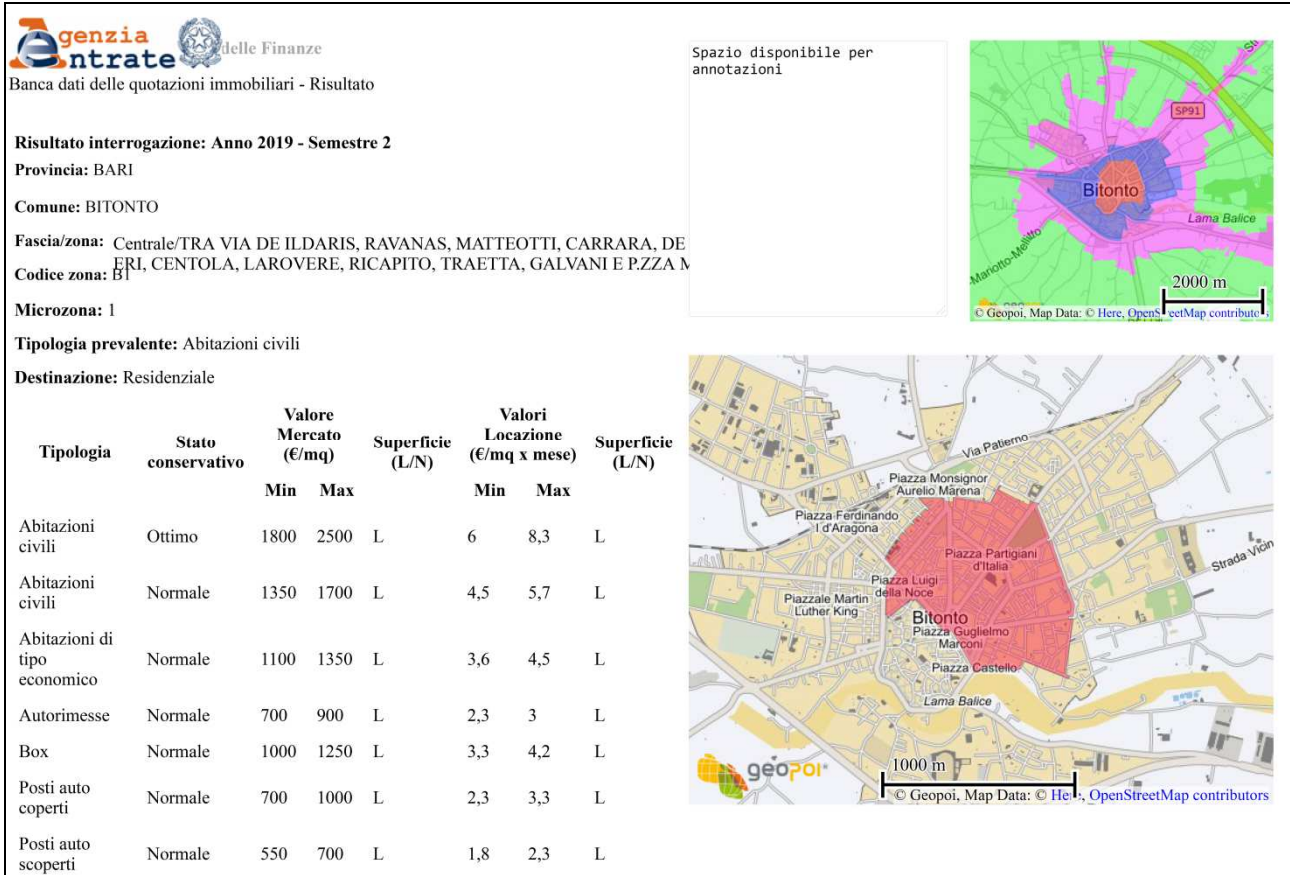 Agenzia
Entrate
delle Finanze
Banca dati delle quotazioni immobiliari - Risultato
Risultato interrogazione: Anno 2019 - Semestre 2
Provincia: BARI
Comune: BITONTO
Fascia/zona: Centrale/TRA VIA DE ILDARIS, RAVANAS, MATTEOTTI, CARRARA, DE
ERI, CENTOLA, LAROVERE, RICAPITO, TRAETTA, GALVANI E P.ZZA M
Codice zona: B1
Microzona: 1
Tipologia prevalente: Abitazioni civili
Destinazione: Residenziale
Tipologia Stato conservativo Valore Mercato (€/mq) Superficie (L/N) Valori Locazione (€/mq x mese) Superficie (L/N)
Min Max Min Max
Abitazioni civili Ottimo 1800 2500 L 6 8,3 L
Abitazioni civili Normale 1350 1700 L 4,5 5,7 L
Abitazioni di tipo economico Normale 1100 1350 L 3,6 4,5 L
Autorimesse Normale 700 900 L 2,3 3 L
Box Normale 1000 1250 L 3,3 4,2 L
Posti auto coperti Normale 700 1000 L 2,3 3,3 L
Posti auto scoperti Normale 550 700 L 1,8 2,3 L
Spazio disponibile per
annotazioni
SP91
Bitonto
Lama Balice
-Mariotto-Mellitto
2000 m
© Geopoi, Map Data: © Here, OpenStreetMap contributors
Via Patierno
Piazza Monsignor
Aurelio Marena
Piazza Ferdinando
I d'Aragona
Piazza Partigiani
d'Italia
Strada Vicin
Piazza Luigi
della Noce
Piazzale Martin
Luther King
Bitonto
Piazza Guglielmo
Marconi
Piazza Castello
Lama Balice
geopoi
1000 m
© Geopoi, Map Data: © Here, OpenStreetMap contributors